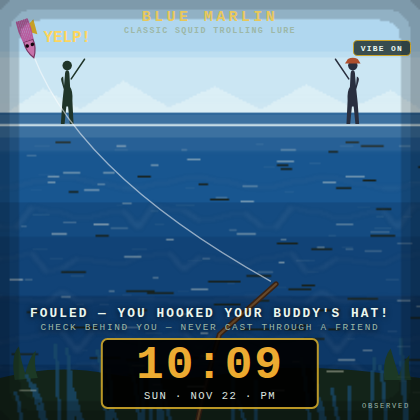 BLUE MARLIN
CLASSIC SQUID TROLLING LURE
YELP!
VIBE ON
FOULED — YOU HOOKED YOUR BUDDY'S HAT!
CHECK BEHIND YOU — NEVER CAST THROUGH A FRIEND
10:09
SUN · NOV 22 · PM
OBSERVED